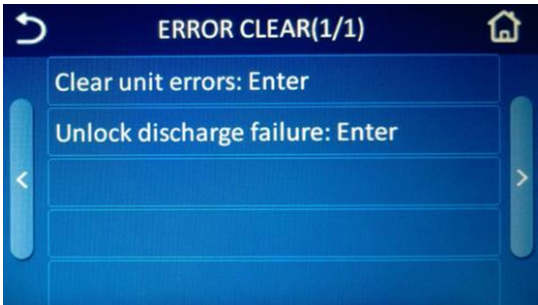 ERROR CLEAR(1/1)
Clear unit errors: Enter
Unlock discharge failure: Enter